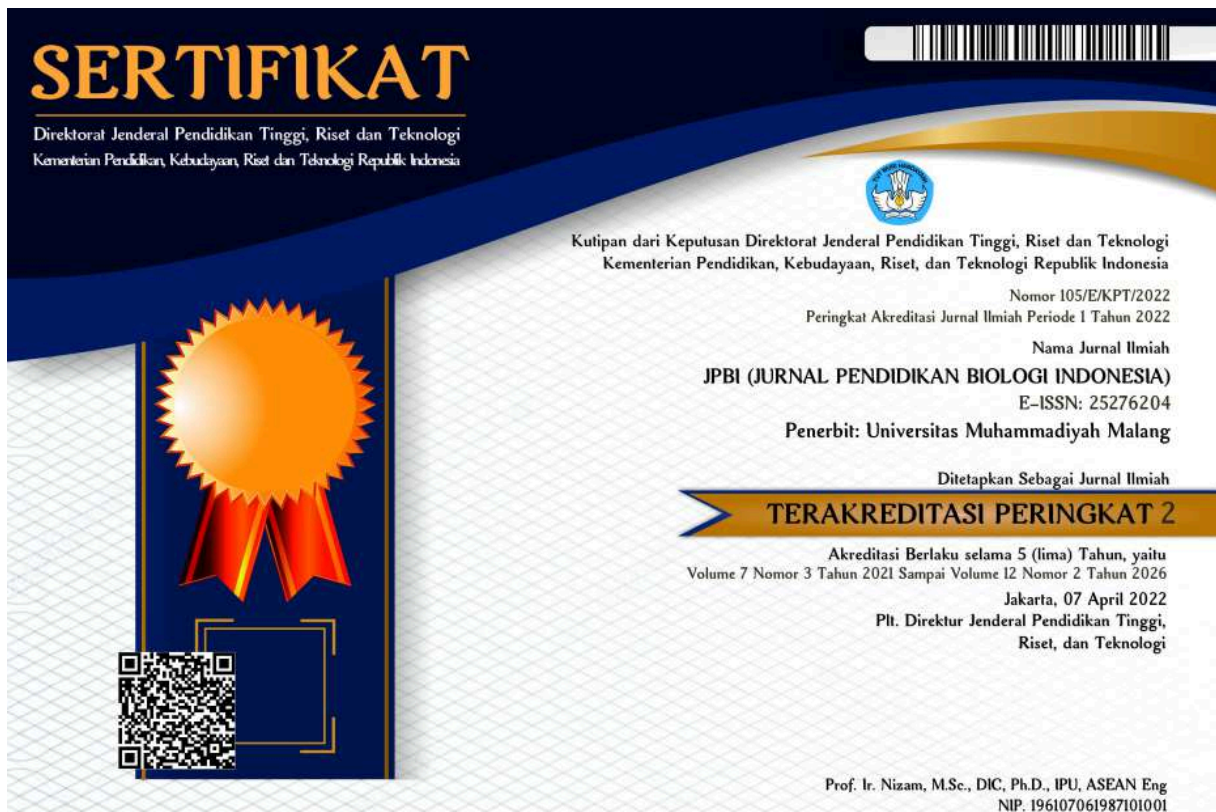 SERTIFIKAT
Direktorat Jenderal Pendidikan Tinggi, Riset dan Teknologi
Kementerian Pendidikan, Kebudayaan, Riset dan Teknologi Republik Indonesia
TUT WURI HANDAYANI
Kutipan dari Keputusan Direktorat Jenderal Pendidikan Tinggi, Riset dan Teknologi
Kementerian Pendidikan, Kebudayaan, Riset, dan Teknologi Republik Indonesia
Nomor 105/E/KPT/2022
Peringkat Akreditasi Jurnal Ilmiah Periode 1 Tahun 2022
Nama Jurnal Ilmiah
JPBI (JURNAL PENDIDIKAN BIOLOGI INDONESIA)
E-ISSN: 25276204
Penerbit: Universitas Muhammadiyah Malang
Ditetapkan Sebagai Jurnal Ilmiah
TERAKREDITASI PERINGKAT 2
Akreditasi Berlaku selama 5 (lima) Tahun, yaitu
Volume 7 Nomor 3 Tahun 2021 Sampai Volume 12 Nomor 2 Tahun 2026
Jakarta, 07 April 2022
Plt. Direktur Jenderal Pendidikan Tinggi,
Riset, dan Teknologi
Prof. Ir. Nizam, M.Sc., DIC, Ph.D., IPU, ASEAN Eng
NIP. 196107061987101001